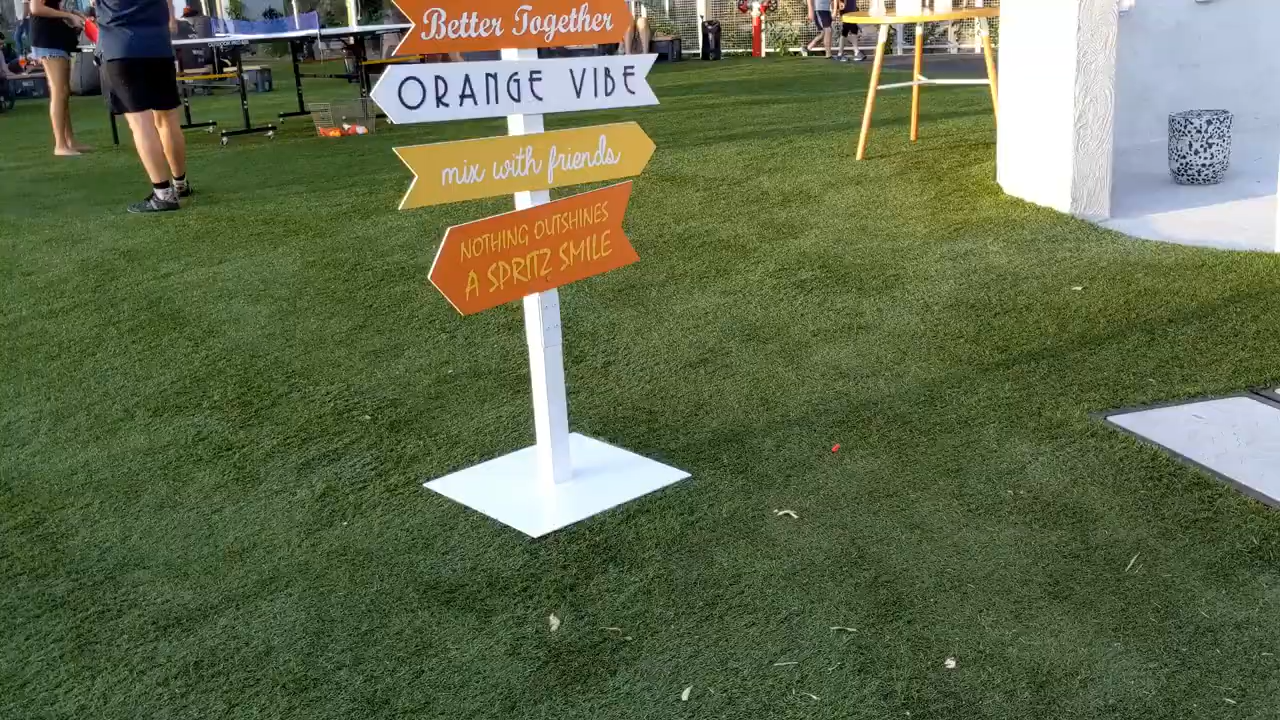 Better Together
ORANGE VIBE
mix with friends
NOTHING OUTSHINES
A SPRITZ SMILE